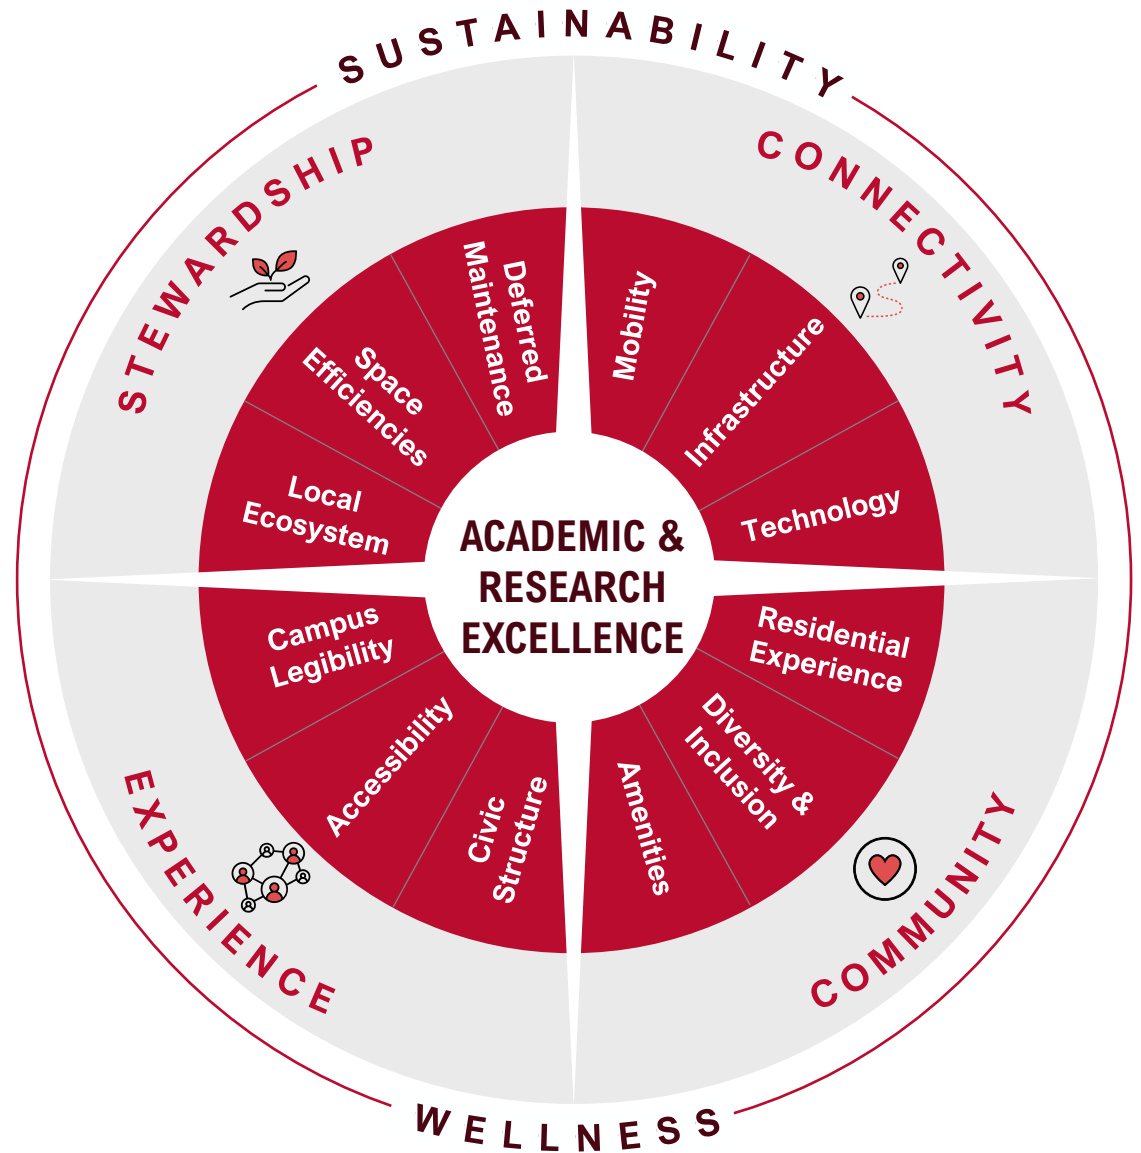 SUSTAINABILITY
STEWARDSHIP
Deferred
Maintenance
Space
Efficiencies
Local
Ecosystem
CONNECTIVITY
Mobility
Infrastructure
Technology
ACADEMIC &
RESEARCH
EXCELLENCE
EXPERIENCE
Campus
Legibility
Accessibility
Civic
Structure
COMMUNITY
Residential
Experience
Diversity &
Inclusion
Amenities
WELLNESS